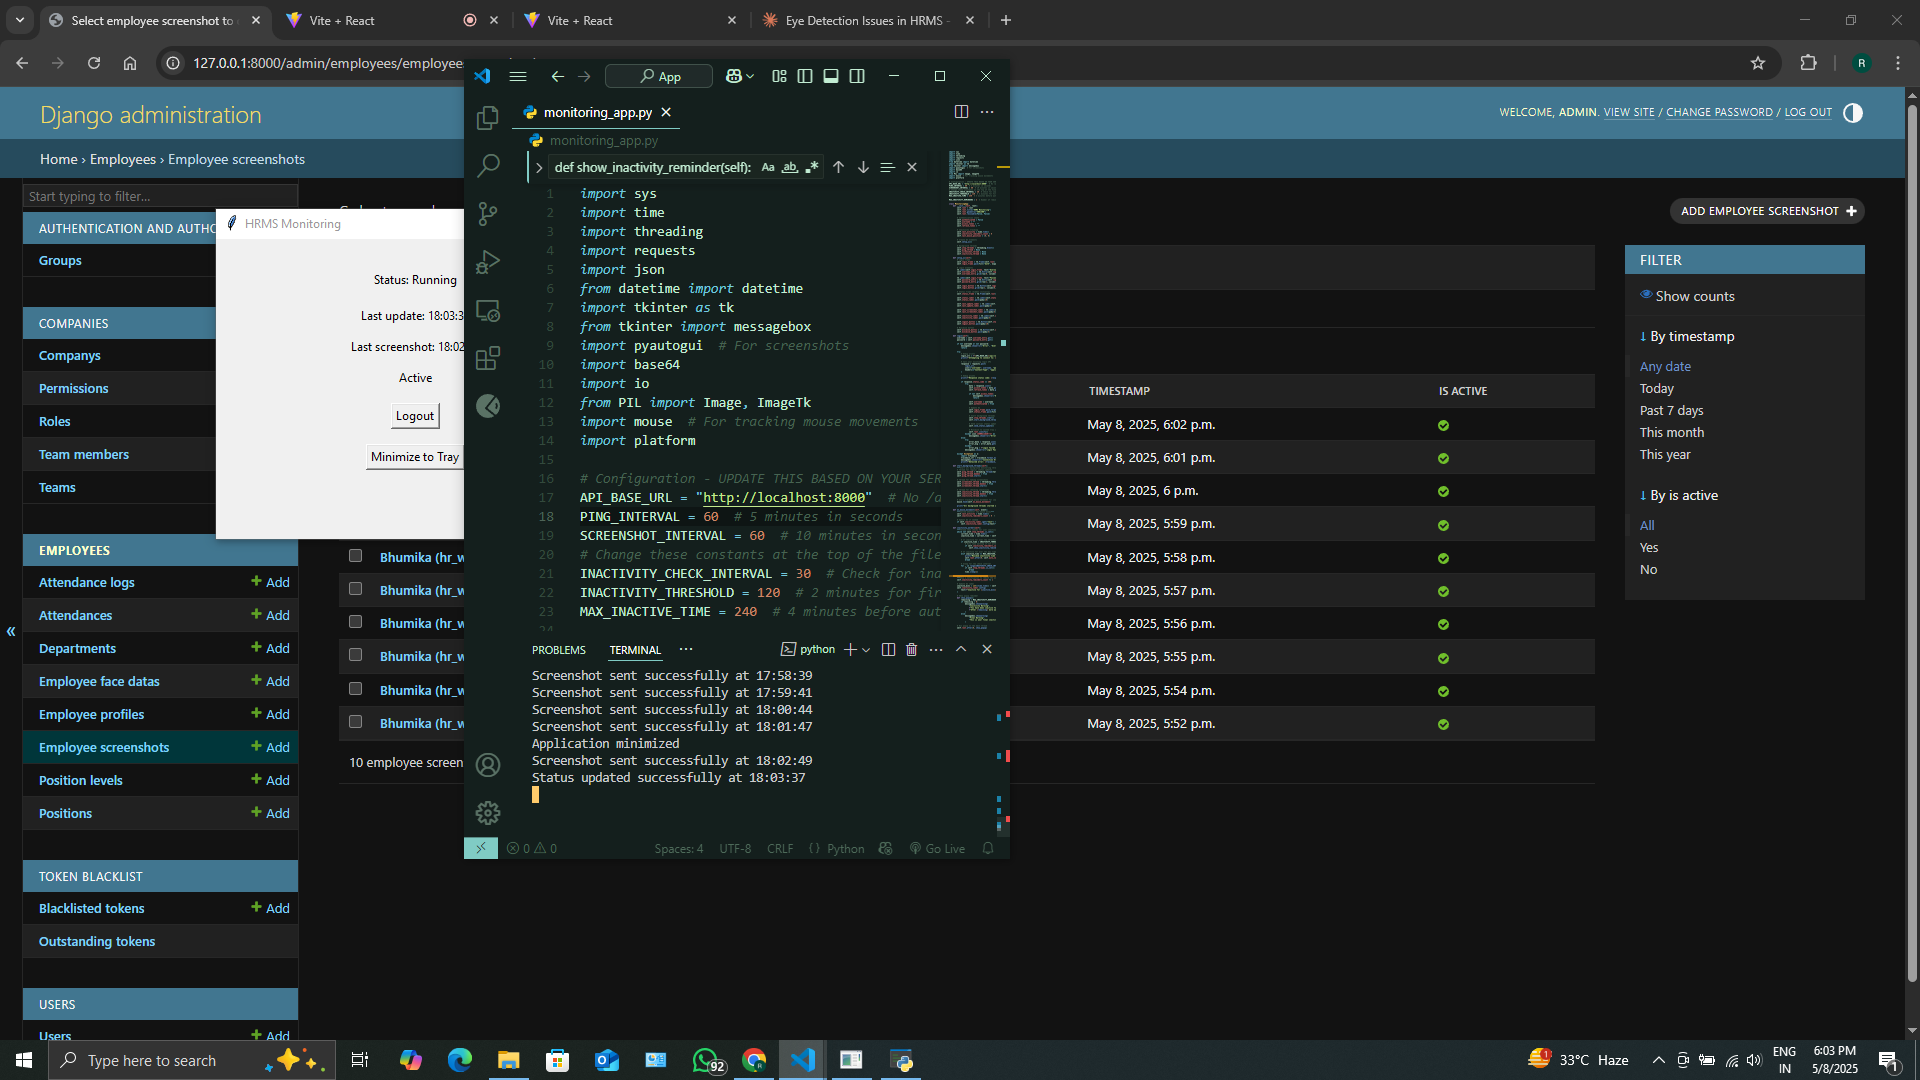 Select employee screenshot to
Vite + React
Vite + React
Eye Detection Issues in HRMS -
127.0.0.1:8000/admin/employees/employee
R
Django administration
WELCOME, ADMIN. VIEW SITE / CHANGE PASSWORD / LOG OUT
Home › Employees › Employee screenshots
Start typing to filter...
AUTHENTICATION AND AUTHO
Groups
COMPANIES
Companys
Permissions
Roles
Team members
Teams
EMPLOYEES
Attendance logs Add
Attendances Add
Departments Add
Employee face datas Add
Employee profiles Add
Employee screenshots Add
Position levels Add
Positions Add
TOKEN BLACKLIST
Blacklisted tokens Add
Outstanding tokens
USERS
Users Add
«
HRMS Monitoring
Status: Running
Last update: 18:03:3
Last screenshot: 18:02
Active
Logout
Minimize to Tray
App
monitoring_app.py
monitoring_app.py
def show_inactivity_reminder(self): Aa ab .*
1 import sys
2 import time
3 import threading
4 import requests
5 import json
6 from datetime import datetime
7 import tkinter as tk
8 from tkinter import messagebox
9 import pyautogui # For screenshots
10 import base64
11 import io
12 from PIL import Image, ImageTk
13 import mouse # For tracking mouse movements
14 import platform
15
16 # Configuration - UPDATE THIS BASED ON YOUR SER
17 API_BASE_URL = "http://localhost:8000" # No /a
18 PING_INTERVAL = 60 # 5 minutes in seconds
19 SCREENSHOT_INTERVAL = 60 # 10 minutes in secon
20 # Change these constants at the top of the file
21 INACTIVITY_CHECK_INTERVAL = 30 # Check for ina
22 INACTIVITY_THRESHOLD = 120 # 2 minutes for fir
23 MAX_INACTIVE_TIME = 240 # 4 minutes before aut
24
PROBLEMS TERMINAL ... python
Screenshot sent successfully at 17:58:39
Screenshot sent successfully at 17:59:41
Screenshot sent successfully at 18:00:44
Screenshot sent successfully at 18:01:47
Application minimized
Screenshot sent successfully at 18:02:49
Status updated successfully at 18:03:37
0 0 Spaces: 4 UTF-8 CRLF {} Python Go Live
Bhumika (hr_w
Bhumika (hr_w
Bhumika (hr_w
Bhumika (hr_w
Bhumika (hr_w
Bhumika (hr_w
10 employee screen
TIMESTAMP IS ACTIVE
May 8, 2025, 6:02 p.m.
May 8, 2025, 6:01 p.m.
May 8, 2025, 6 p.m.
May 8, 2025, 5:59 p.m.
May 8, 2025, 5:58 p.m.
May 8, 2025, 5:57 p.m.
May 8, 2025, 5:56 p.m.
May 8, 2025, 5:55 p.m.
May 8, 2025, 5:54 p.m.
May 8, 2025, 5:52 p.m.
ADD EMPLOYEE SCREENSHOT
FILTER
Show counts
↓ By timestamp
Any date
Today
Past 7 days
This month
This year
↓ By is active
All
Yes
No
Type here to search
92
1
33°C Haze
ENG
IN
6:03 PM
5/8/2025
1